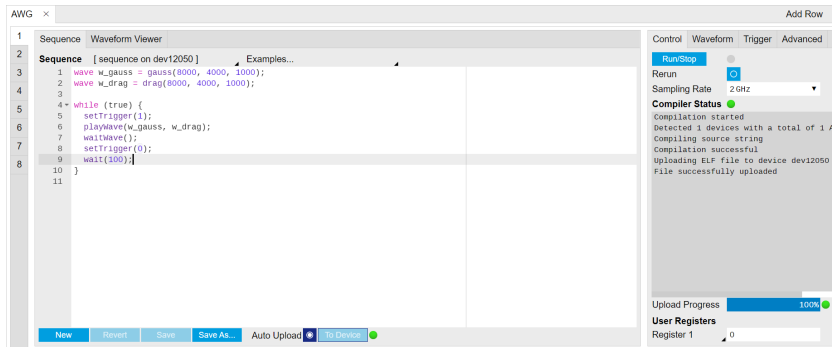 AWG × Add Row
1 Sequence Waveform Viewer Control Waveform Trigger Advanced
2 Sequence [ sequence on dev12050 ] Examples... Run/Stop
3 1 wave w_gauss = gauss(8000, 4000, 1000); Rerun
2 wave w_drag = drag(8000, 4000, 1000);
4 3 Sampling Rate 2 GHz
5 4 while (true) { Compiler Status
5 setTrigger(1); Compilation started
6 6 playWave(w_gauss, w_drag); Detected 1 devices with a total of 1 A
7 7 waitWave(); Compiling source string
8 setTrigger(0); Compilation successful
8 9 wait(100); Uploading ELF file to device dev12050
10 } File successfully uploaded
11
Upload Progress 100%
User Registers
New Revert Save Save As... Auto Upload To Device Register 1 0